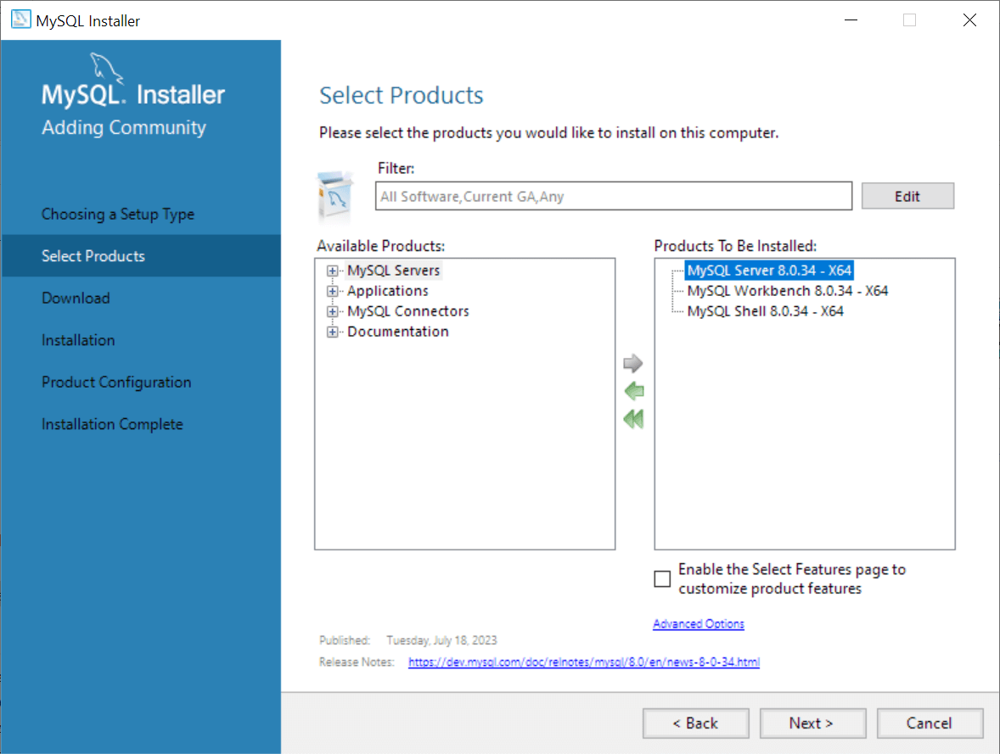 MySQL Installer
MySQL. Installer
Adding Community
Choosing a Setup Type
Select Products
Download
Installation
Product Configuration
Installation Complete
Select Products
Please select the products you would like to install on this computer.
Filter:
All Software,Current GA,Any
Edit
Available Products:
MySQL Servers
Applications
MySQL Connectors
Documentation
Products To Be Installed:
MySQL Server 8.0.34 - X64
MySQL Workbench 8.0.34 - X64
MySQL Shell 8.0.34 - X64
Enable the Select Features page to
customize product features
Advanced Options
Published: Tuesday, July 18, 2023
Release Notes: https://dev.mysql.com/doc/relnotes/mysql/8.0/en/news-8-0-34.html
< Back
Next >
Cancel